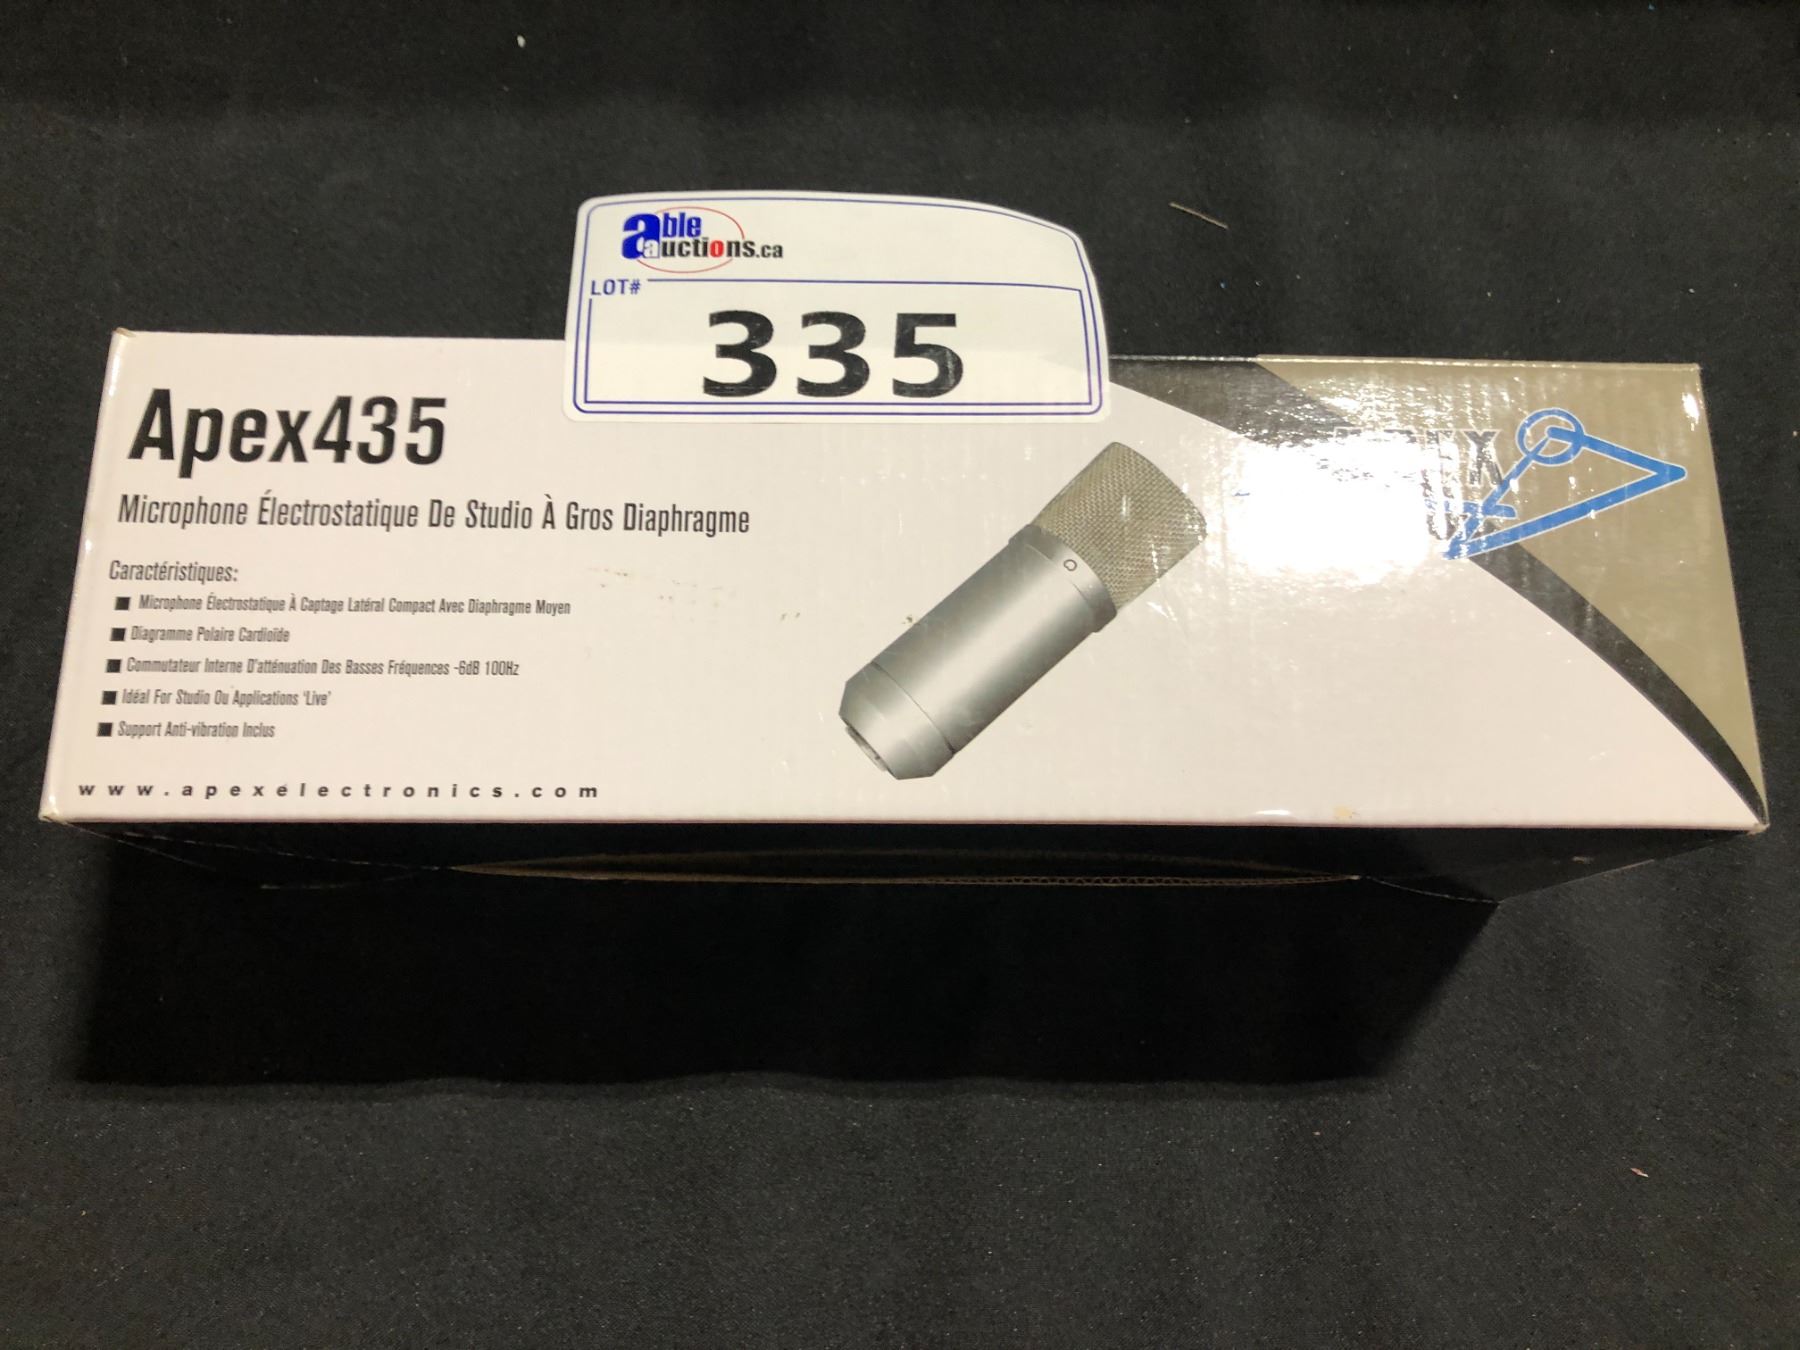 able
auctions.ca
LOT#
335
Apex435
Microphone Électrostatique De Studio À Gros Diaphragme
Caractéristiques:
■ Microphone Électrostatique À Captage Latéral Compact Avec Diaphragme Moyen
■ Diagramme Polaire Cardioïde
■ Commutateur Interne D'atténuation Des Basses Fréquences -6dB 100Hz
■ Idéal For Studio Ou Applications 'Live'
■ Support Anti-vibration Inclus
www.apexelectronics.com